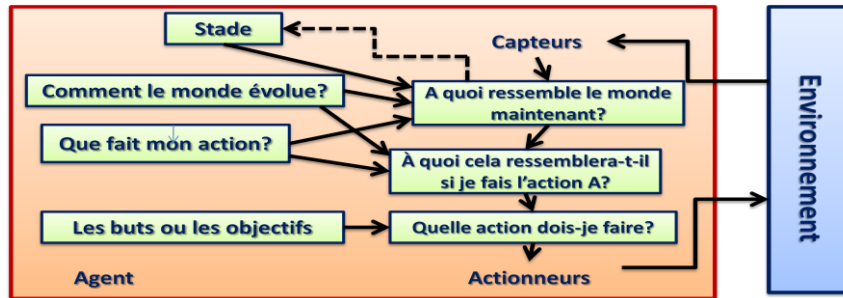 Stade
Capteurs
Comment le monde évolue?
A quoi ressemble le monde
maintenant?
Que fait mon action?
À quoi cela ressemblera-t-il
si je fais l'action A?
Les buts ou les objectifs
Quelle action dois-je faire?
Agent
Actionneurs
Environnement